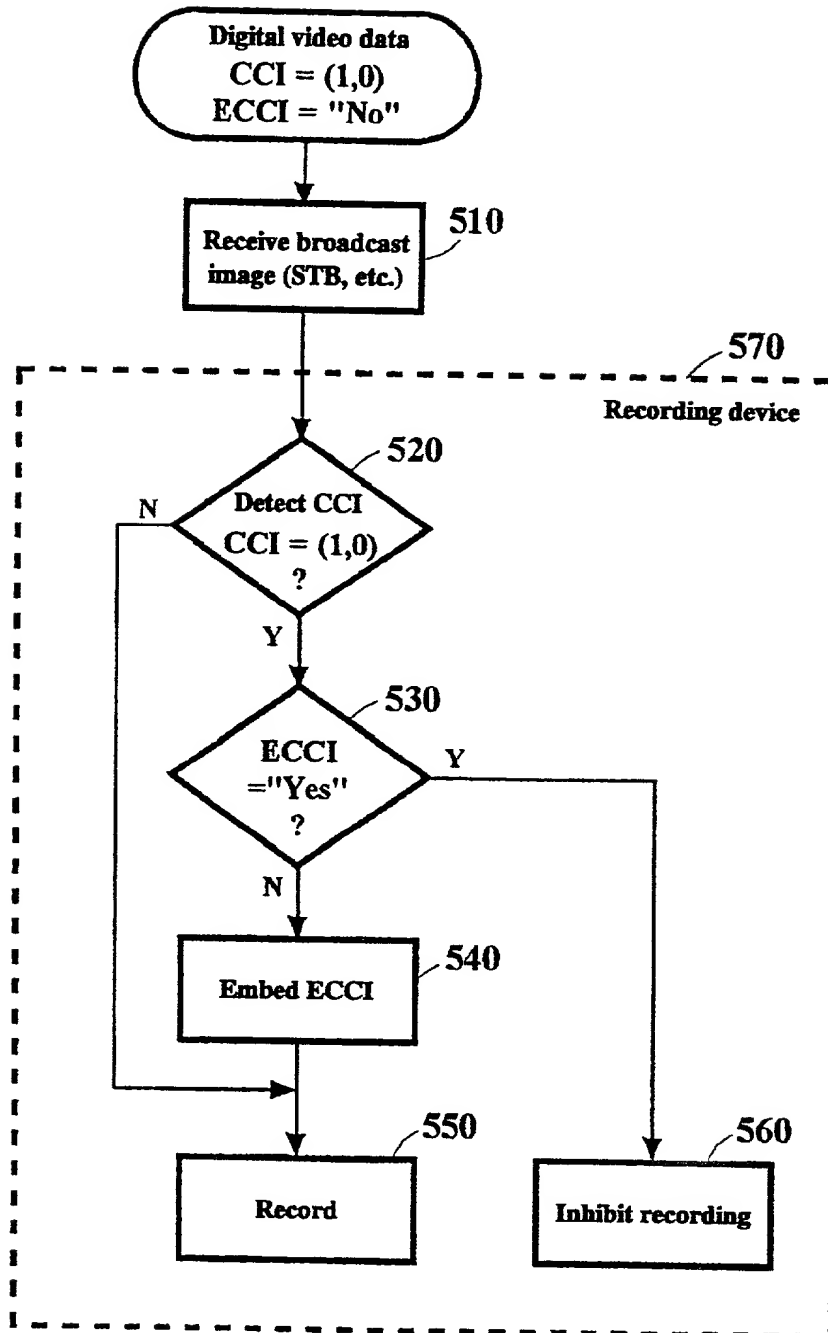 Digital video data
CCI = (1,0)
ECCI = "No"
510
Receive broadcast
image (STB, etc.)
570
Recording device
520
N
Detect CCI
CCI = (1,0)
?
Y
530
ECCI
="Yes"
?
Y
N
540
Embed ECCI
550
560
Record
Inhibit recording